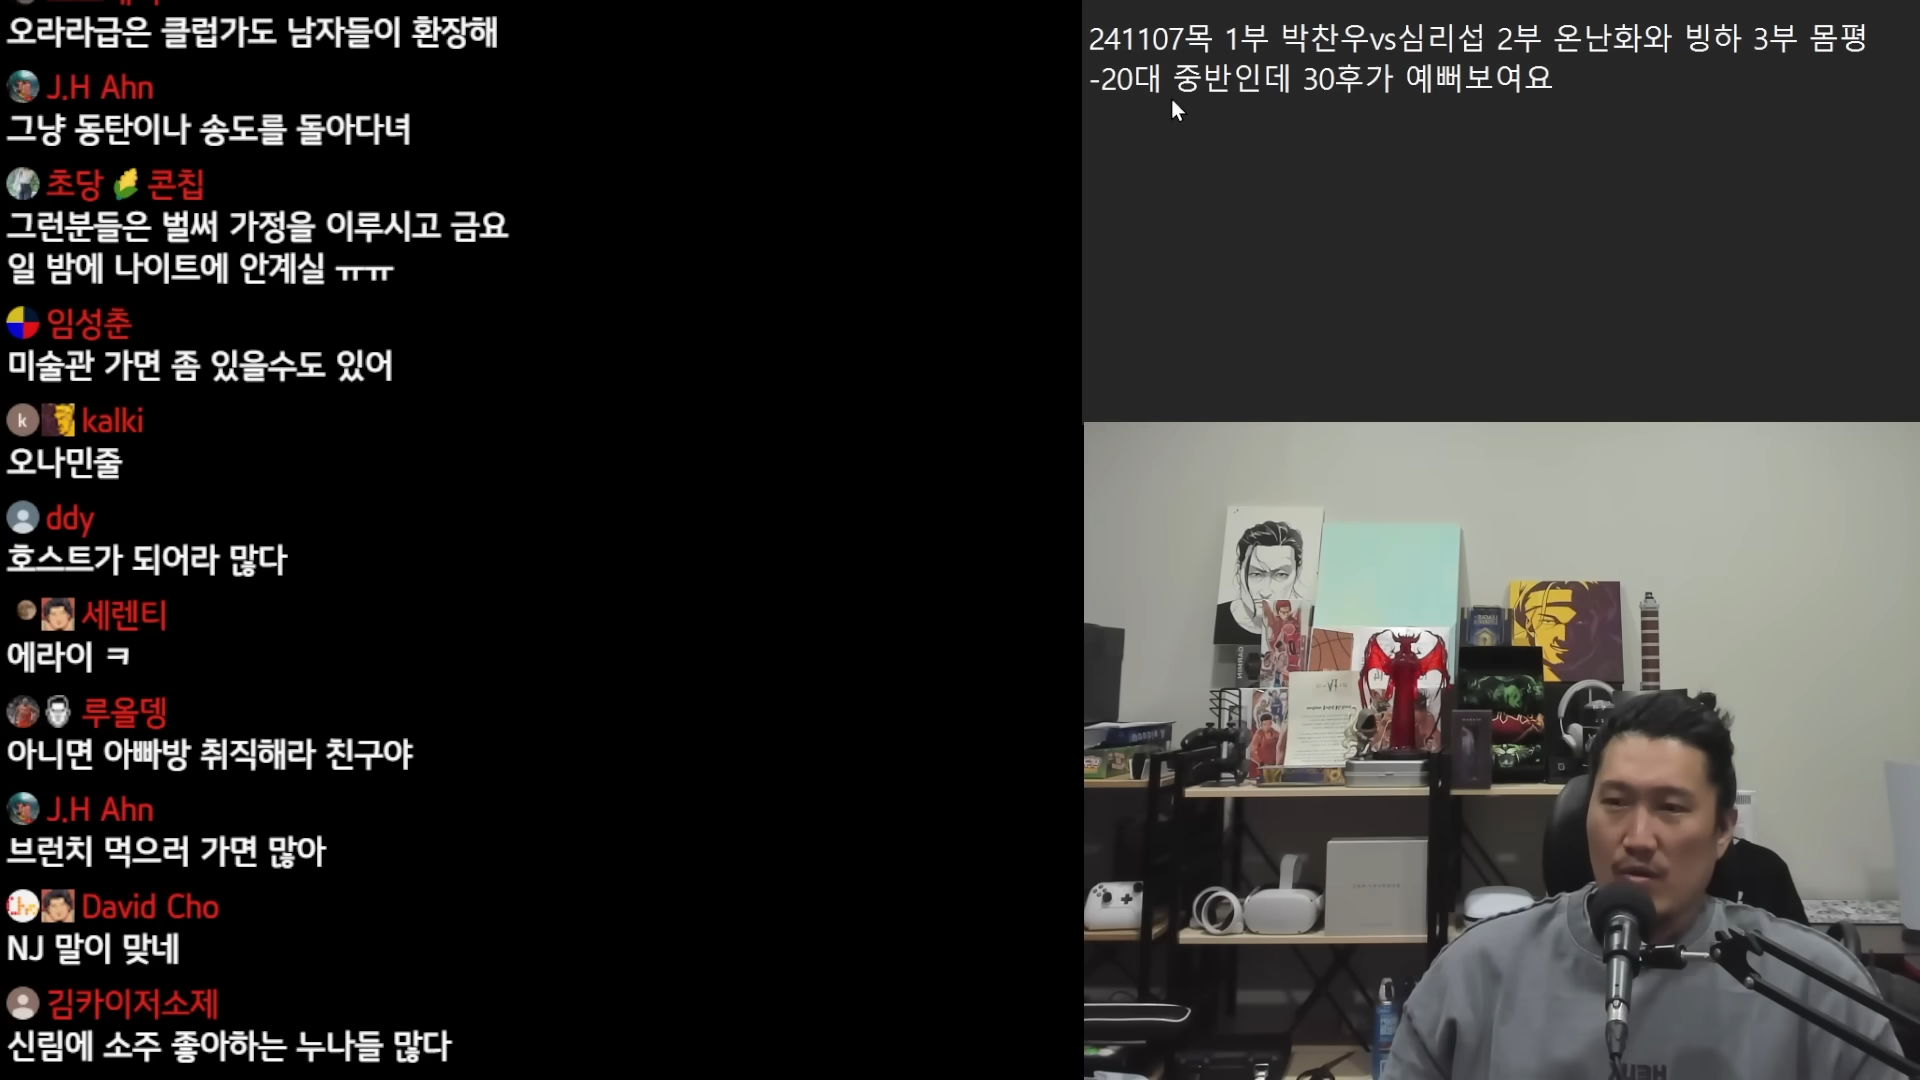 오라라급은 클럽가도 남자들이 환장해
J.H Ahn
그냥 동탄이나 송도를 돌아다녀
초당 🌽 콘칩
그런분들은 벌써 가정을 이루시고 금요
일 밤에 나이트에 안계실 ㅠㅠ
임성춘
미술관 가면 좀 있을수도 있어
k kalki
오나민줄
ddy
호스트가 되어라 많다
세렌티
에라이 ㅋ
루올뎅
아니면 아빠방 취직해라 친구야
J.H Ahn
브런치 먹으러 가면 많아
David Cho
NJ 말이 맞네
김카이저소제
신림에 소주 좋아하는 누나들 많다
241107목 1부 박찬우vs심리섭 2부 온난화와 빙하 3부 몸평
-20대 중반인데 30후가 예뻐보여요